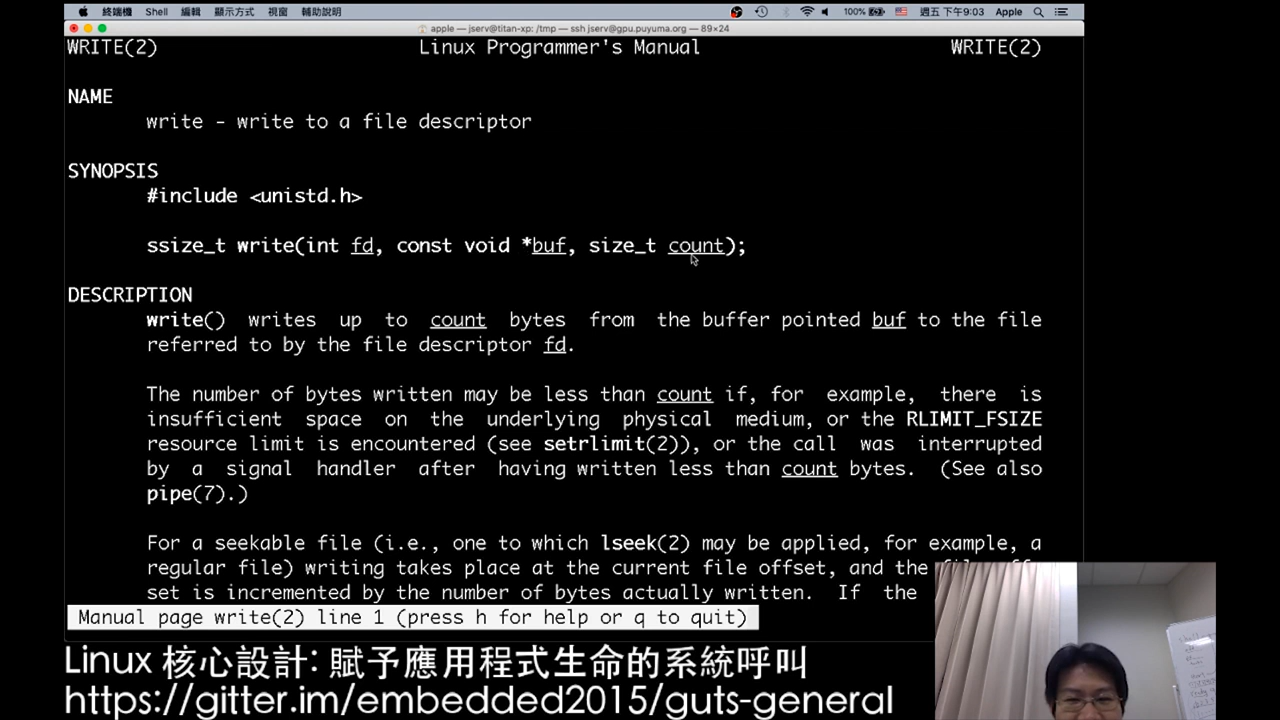 終端機 Shell 編輯 顯示方式 視窗 輔助說明 100% 週五 下午9:03 Apple
apple — jserv@titan-xp: /tmp — ssh jserv@gpu.puyuma.org — 89×24
WRITE(2) Linux Programmer's Manual WRITE(2)
NAME
write - write to a file descriptor
SYNOPSIS
#include <unistd.h>
ssize_t write(int fd, const void *buf, size_t count);
DESCRIPTION
write() writes up to count bytes from the buffer pointed buf to the file
referred to by the file descriptor fd.
The number of bytes written may be less than count if, for example, there is
insufficient space on the underlying physical medium, or the RLIMIT_FSIZE
resource limit is encountered (see setrlimit(2)), or the call was interrupted
by a signal handler after having written less than count bytes. (See also
pipe(7).)
For a seekable file (i.e., one to which lseek(2) may be applied, for example, a
regular file) writing takes place at the current file offset, and the
set is incremented by the number of bytes actually written. If the
Manual page write(2) line 1 (press h for help or q to quit)
Linux 核心設計: 賦予應用程式生命的系統呼叫
https://gitter.im/embedded2015/guts-general